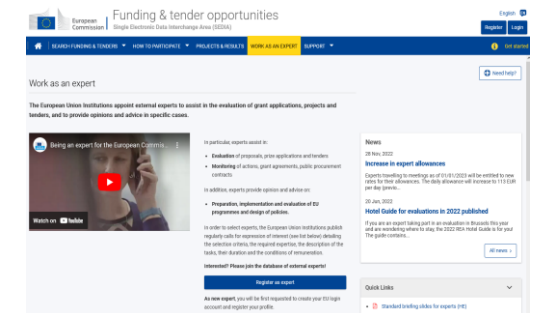 European
Commission
Funding & tender opportunities
Single Electronic Data Interchange Area (SEDIA)
English
Register
Login
SEARCH FUNDING & TENDERS
HOW TO PARTICIPATE
PROJECTS & RESULTS
WORK AS AN EXPERT
SUPPORT
Get started
Need help?
Work as an expert
The European Union Institutions appoint external experts to assist in the evaluation of grant applications, projects and
tenders, and to provide opinions and advice in specific cases.
Being an expert for the European Commis...
Watch on YouTube
In particular, experts assist in:
• Evaluation of proposals, prize applications and tenders
• Monitoring of actions, grant agreements, public procurement
contracts
In addition, experts provide opinion and advise on:
• Preparation, implementation and evaluation of EU
programmes and design of policies.
In order to select experts, the European Union Institutions publish
regularly calls for expression of interest (see list below) detailing
the selection criteria, the required expertise, the description of the
tasks, their duration and the conditions of remuneration.
Interested? Please join the database of external experts!
Register as expert
As new expert, you will be first requested to create your EU login
account and register your profile.
News
28 Nov, 2022
Increase in expert allowances
Experts travelling to meetings as of 01/01/2023 will be entitled to new
rates for their allowances. The daily allowance will increase to 113 EUR
per day (previo...
20 Jun, 2022
Hotel Guide for evaluations in 2022 published
If you are an expert taking part in an evaluation in Brussels this year
and are wondering where to stay, the 2022 REA Hotel Guide is for you!
The guide contains...
All news >
Quick Links
• Standard briefing slides for experts (HE)